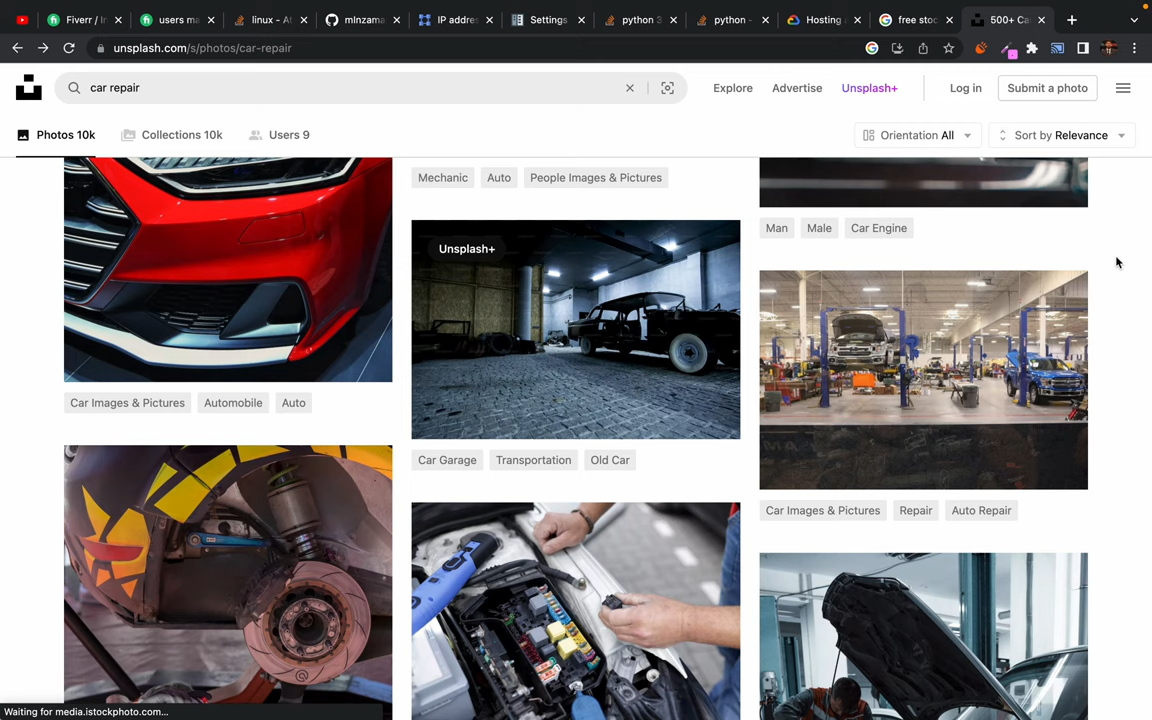 Fiverr / In
users ma
linux - At
mInzama
IP addre
Settings
python 3
python -
Hosting
free stoc
500+ Ca
unsplash.com/s/photos/car-repair
car repair
Explore
Advertise
Unsplash+
Log in
Submit a photo
Photos 10k
Collections 10k
Users 9
Orientation All
Sort by Relevance
Mechanic
Auto
People Images & Pictures
Man
Male
Car Engine
Unsplash+
Car Images & Pictures
Automobile
Auto
Car Garage
Transportation
Old Car
Car Images & Pictures
Repair
Auto Repair
Waiting for media.istockphoto.com...